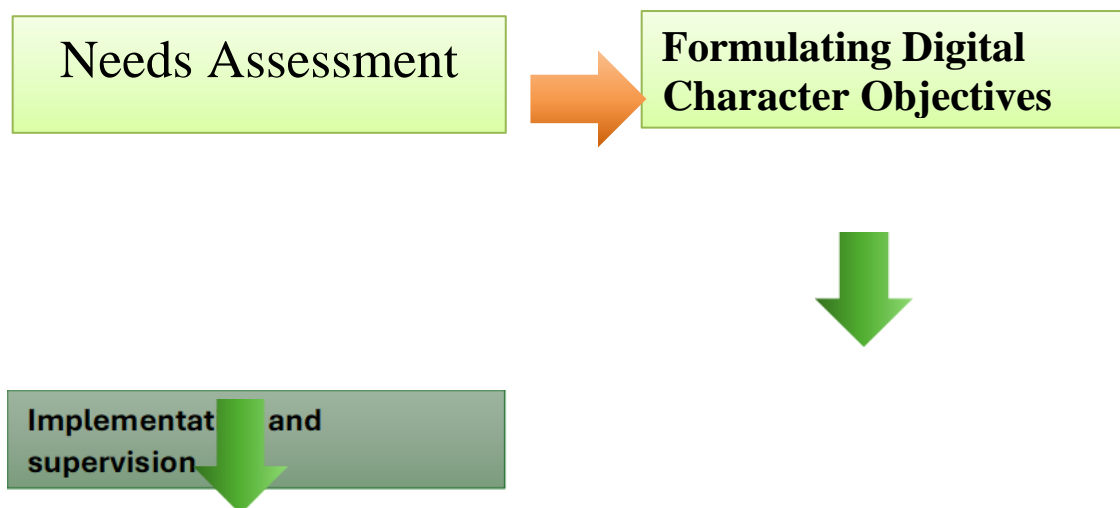 Needs Assessment
Formulating Digital
Character Objectives
Implementat and
supervision